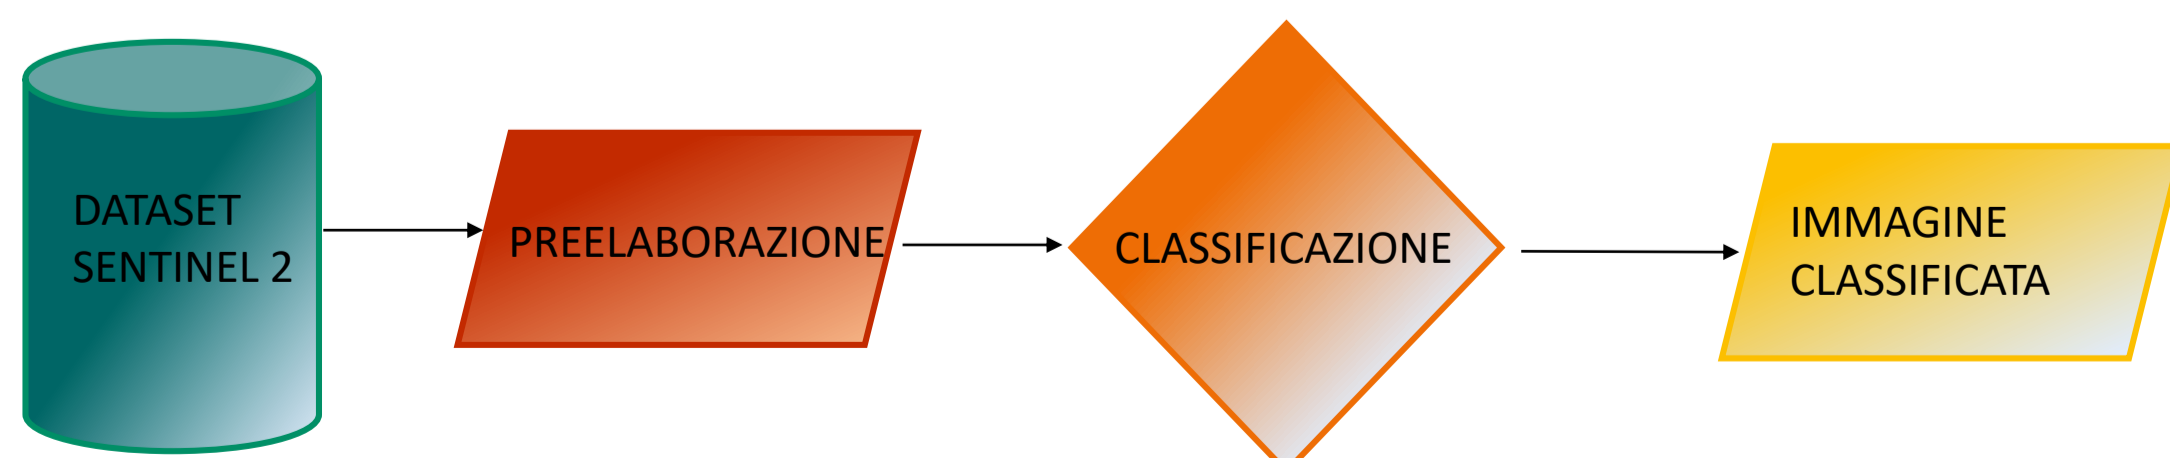 DATASET
SENTINEL 2
PREELABORAZIONE
CLASSIFICAZIONE
IMMAGINE
CLASSIFICATA